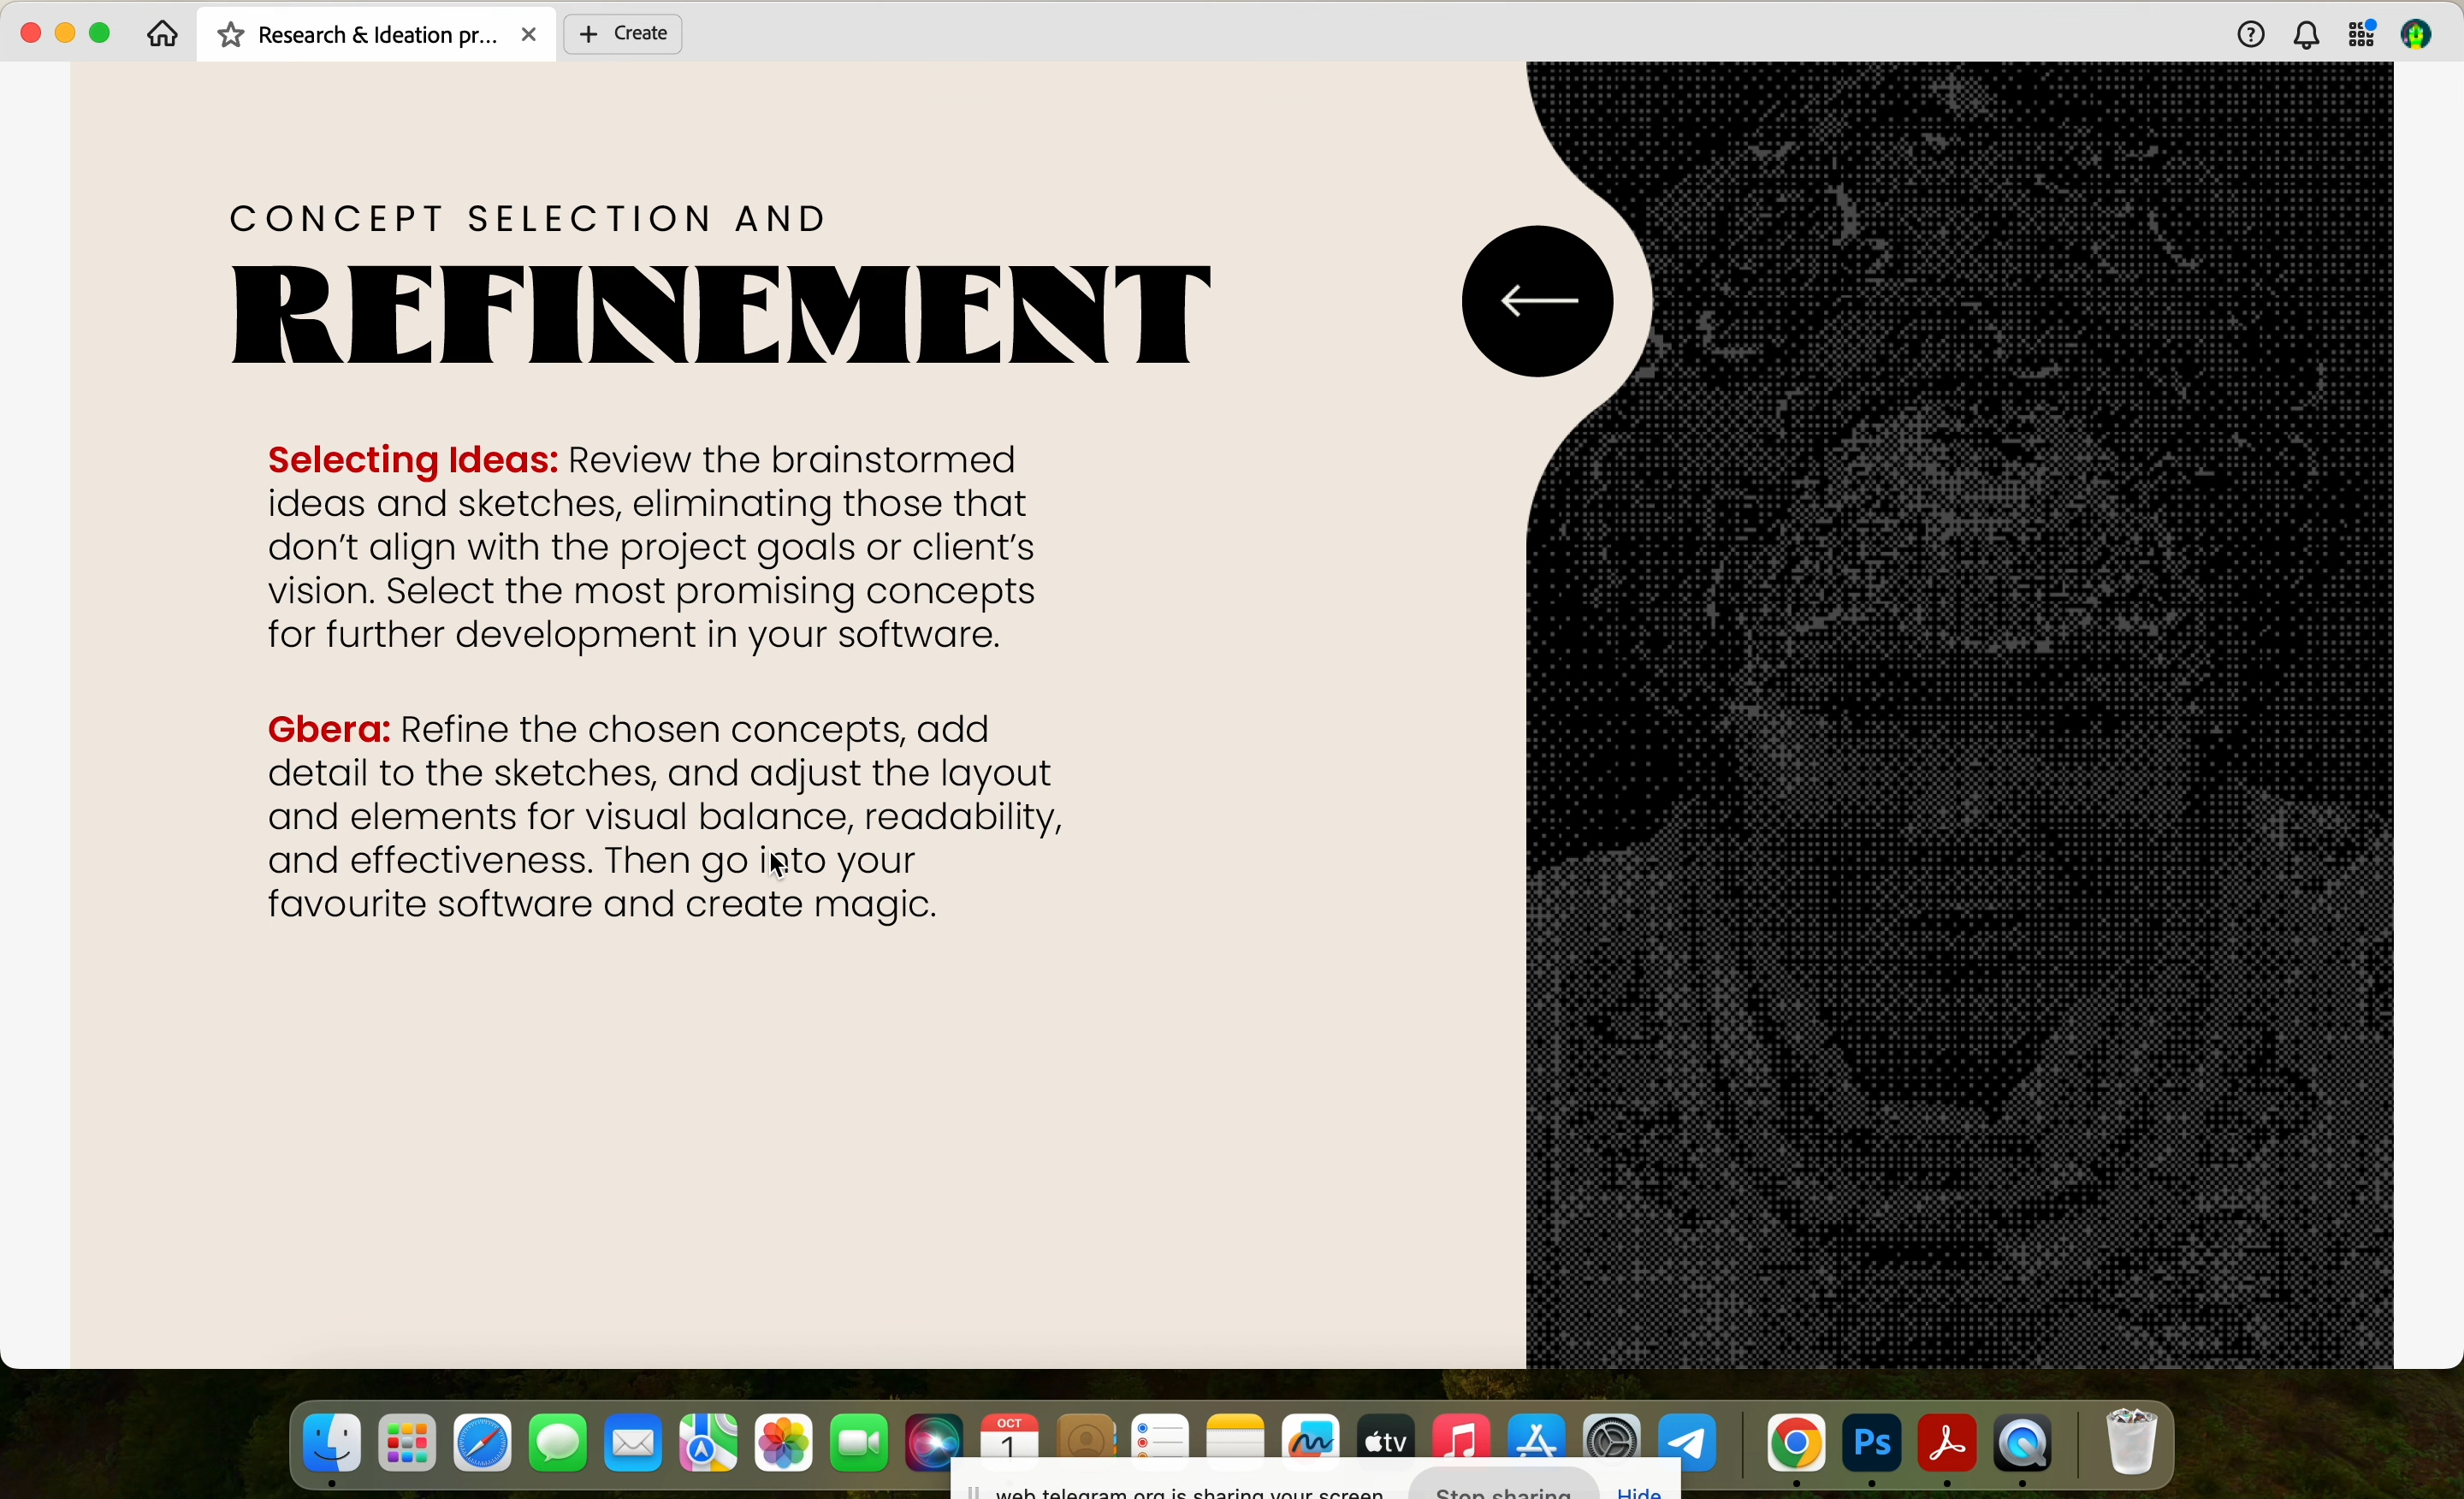 Research & Ideation pr...
Create
CONCEPT SELECTION AND
REFINEMENT
Selecting Ideas: Review the brainstormed
ideas and sketches, eliminating those that
don't align with the project goals or client's
vision. Select the most promising concepts
for further development in your software.
Gbera: Refine the chosen concepts, add
detail to the sketches, and adjust the layout
and elements for visual balance, readability,
and effectiveness. Then go into your
favourite software and create magic.
OCT
1
tv
Ps
web.telegram.org is sharing your screen.
Stop sharing
Hide